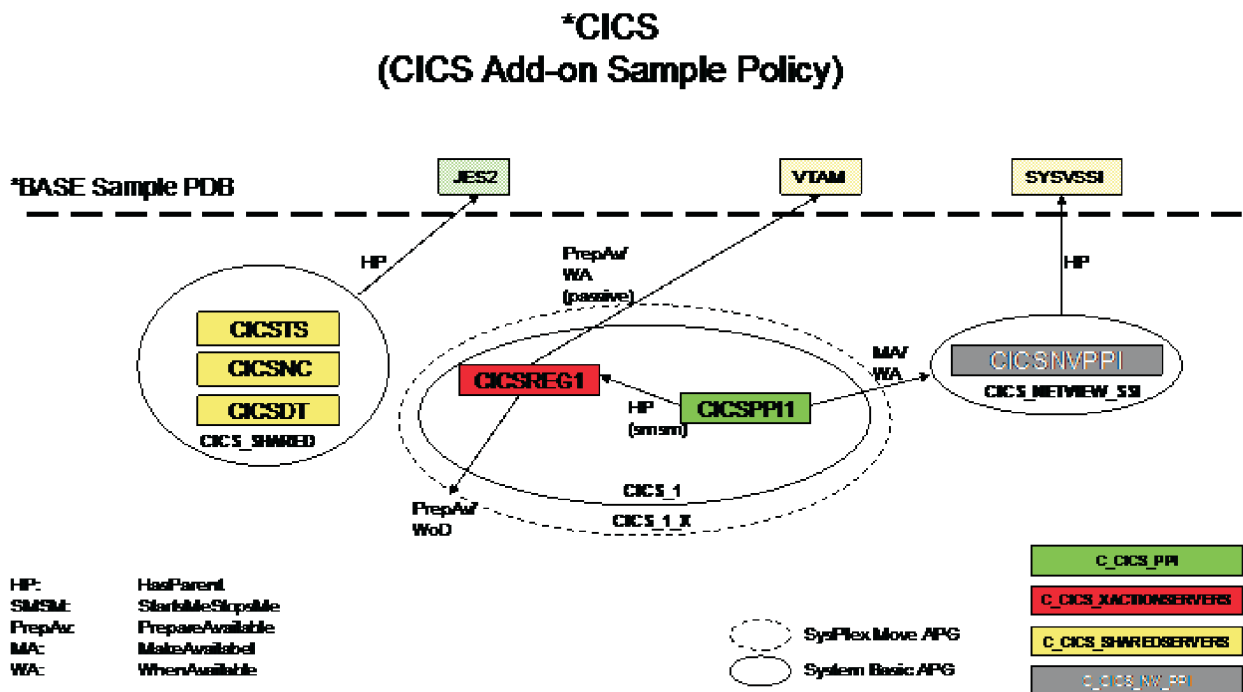 *CICS
(CICS Add-on Sample Policy)
*BASE Sample PDB
JES2
VTAM
SYSVSSI
HP
PrepAv/
WA
(passive)
HP
CICSTS
CICSNC
CICSDT
CICS_SHARED
CICSREG1
HP
(smsm)
CICSPPI1
MA/
WA
CICSNVPPI
CICS_NETVIEW_SSI
CICS_1
CICS_1_X
PrepAv/
WoD
HP: HasParent
SMSM: StartsMeStopsMe
PrepAv: PrepareAvailable
MA: MakeAvailabel
WA: WhenAvailable
SysPlex Move APG
System Basic APG
C_CICS_PPI
C_CICS_XACTIONSERVERS
C_CICS_SHAREDSERVERS
C_CICS_NV_PPI